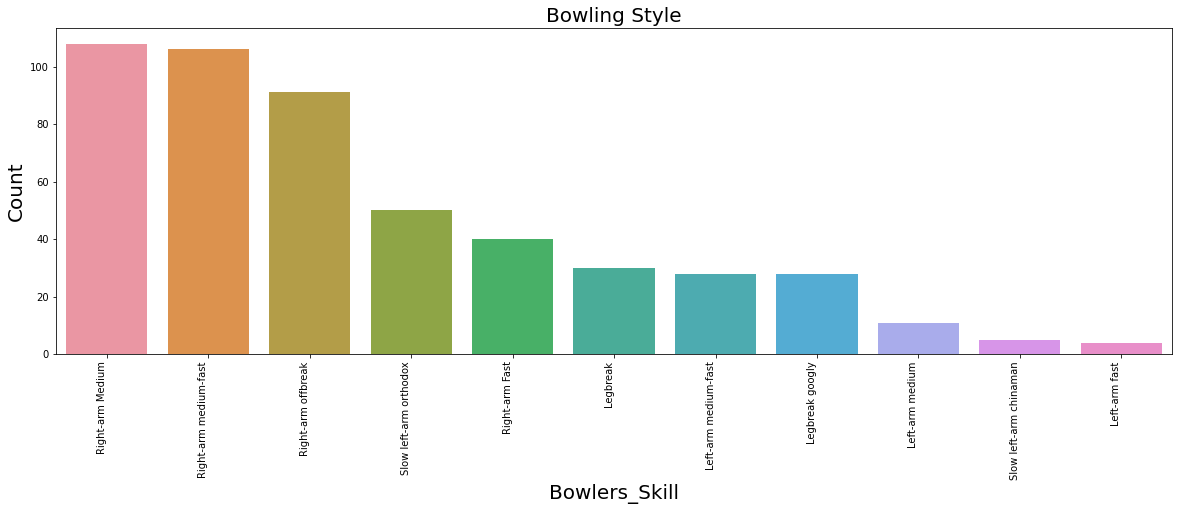 Bowling Style
Count
100
80
60
40
20
0
Right-arm Medium
Right-arm medium-fast
Right-arm offbreak
Slow left-arm orthodox
Right-arm Fast
Legbreak
Left-arm medium-fast
Legbreak googly
Left-arm medium
Slow left-arm chinaman
Left-arm fast
Bowlers_Skill